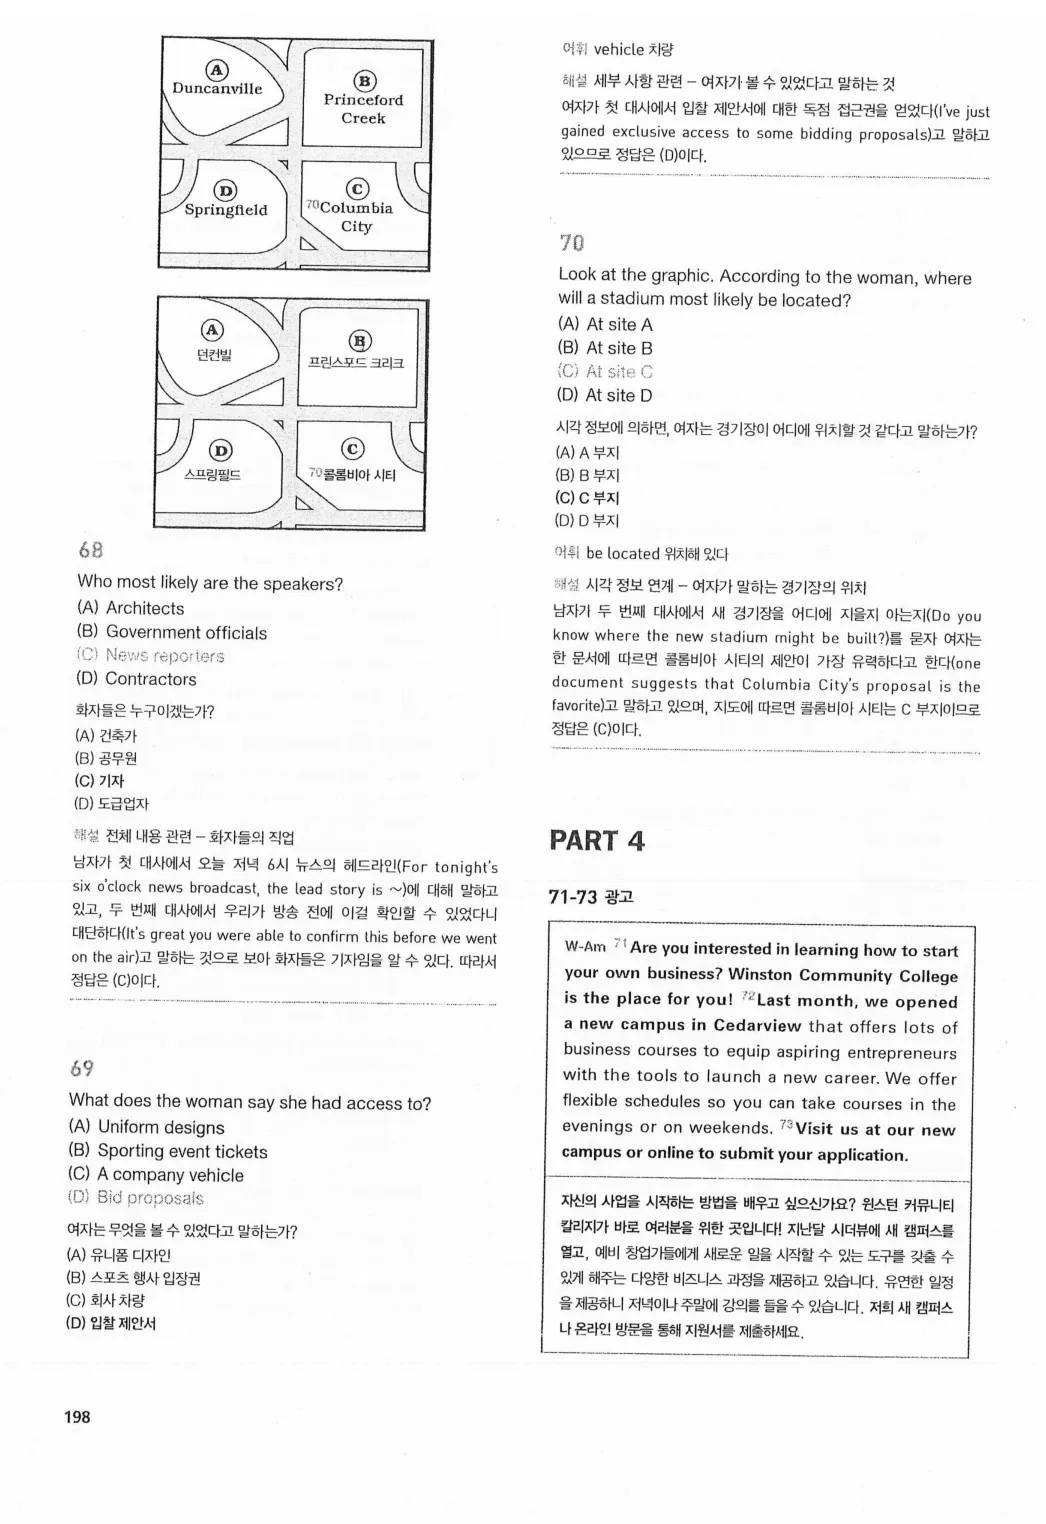 A
Duncanville
B
Princeford
Creek
D
Springfield
C
70Columbia
City
A
던컨빌
B
프린스포드 크리크
D
스프링필드
C
70콜롬비아 시티
68
Who most likely are the speakers?
(A) Architects
(B) Government officials
(C) News reporters
(D) Contractors
화자들은 누구이겠는가?
(A) 건축가
(B) 공무원
(C) 기자
(D) 도급업자
해설 전체 내용 관련 – 화자들의 직업
남자가 첫 대사에서 오늘 저녁 6시 뉴스의 헤드라인(For tonight's
six o'clock news broadcast, the lead story is ~)에 대해 말하고
있고, 두 번째 대사에서 우리가 방송 전에 이걸 확인할 수 있었다니
대단하다(It's great you were able to confirm this before we went
on the air)고 말하는 것으로 보아 화자들은 기자임을 알 수 있다. 따라서
정답은 (C)이다.
69
What does the woman say she had access to?
(A) Uniform designs
(B) Sporting event tickets
(C) A company vehicle
(D) Bid proposals
여자는 무엇을 볼 수 있었다고 말하는가?
(A) 유니폼 디자인
(B) 스포츠 행사 입장권
(C) 회사 차량
(D) 입찰 제안서
198
어휘 vehicle 차량
해설 세부 사항 관련 – 여자가 볼 수 있었다고 말하는 것
여자가 첫 대사에서 입찰 제안서에 대한 독점 접근권을 얻었다(I've just
gained exclusive access to some bidding proposals)고 말하고
있으므로 정답은 (D)이다.
70
Look at the graphic. According to the woman, where
will a stadium most likely be located?
(A) At site A
(B) At site B
(C) At site C
(D) At site D
시각 정보에 의하면, 여자는 경기장이 어디에 위치할 것 같다고 말하는가?
(A) A 부지
(B) B 부지
(C) C 부지
(D) D 부지
어휘 be located 위치해 있다
해설 시각 정보 연계 – 여자가 말하는 경기장의 위치
남자가 두 번째 대사에서 새 경기장을 어디에 지을지 아는지(Do you
know where the new stadium might be built?)를 묻자 여자는
한 문서에 따르면 콜롬비아 시티의 제안이 가장 유력하다고 한다(one
document suggests that Columbia City's proposal is the
favorite)고 말하고 있으며, 지도에 따르면 콜롬비아 시티는 C 부지이므로
정답은 (C)이다.
PART 4
71-73 광고
W-Am 71Are you interested in learning how to start
your own business? Winston Community College
is the place for you! 72Last month, we opened
a new campus in Cedarview that offers lots of
business courses to equip aspiring entrepreneurs
with the tools to launch a new career. We offer
flexible schedules so you can take courses in the
evenings or on weekends. 73Visit us at our new
campus or online to submit your application.
자신의 사업을 시작하는 방법을 배우고 싶으신가요? 윈스턴 커뮤니티
칼리지가 바로 여러분을 위한 곳입니다! 지난달 시더뷰에 새 캠퍼스를
열고, 예비 창업가들에게 새로운 일을 시작할 수 있는 도구를 갖출 수
있게 해주는 다양한 비즈니스 과정을 제공하고 있습니다. 유연한 일정
을 제공하니 저녁이나 주말에 강의를 들을 수 있습니다. 저희 새 캠퍼스
나 온라인 방문을 통해 지원서를 제출하세요.